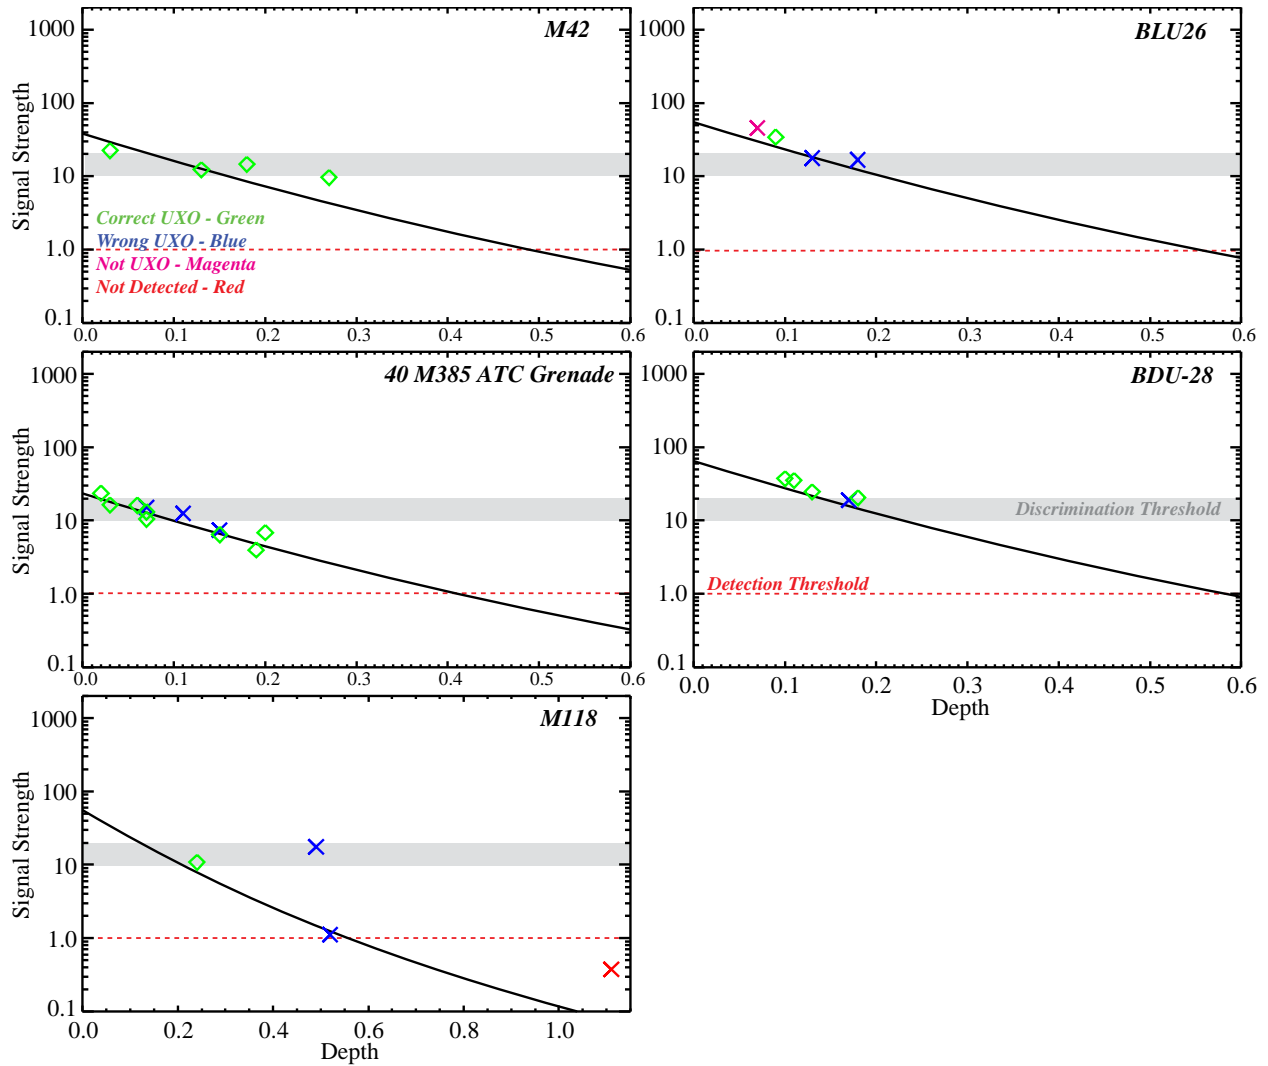 M42
1000
100
10
1.0
0.1
Signal Strength
Correct UXO - Green
Wrong UXO - Blue
Not UXO - Magenta
Not Detected - Red
0.0 0.1 0.2 0.3 0.4 0.5 0.6
BLU26
1000
100
10
1.0
0.1
0.0 0.1 0.2 0.3 0.4 0.5 0.6
40 M385 ATC Grenade
1000
100
10
1.0
0.1
Signal Strength
0.0 0.1 0.2 0.3 0.4 0.5 0.6
BDU-28
1000
100
10
1.0
0.1
Discrimination Threshold
Detection Threshold
0.0 0.1 0.2 0.3 0.4 0.5 0.6
Depth
M118
1000
100
10
1.0
0.1
Signal Strength
0.0 0.2 0.4 0.6 0.8 1.0
Depth